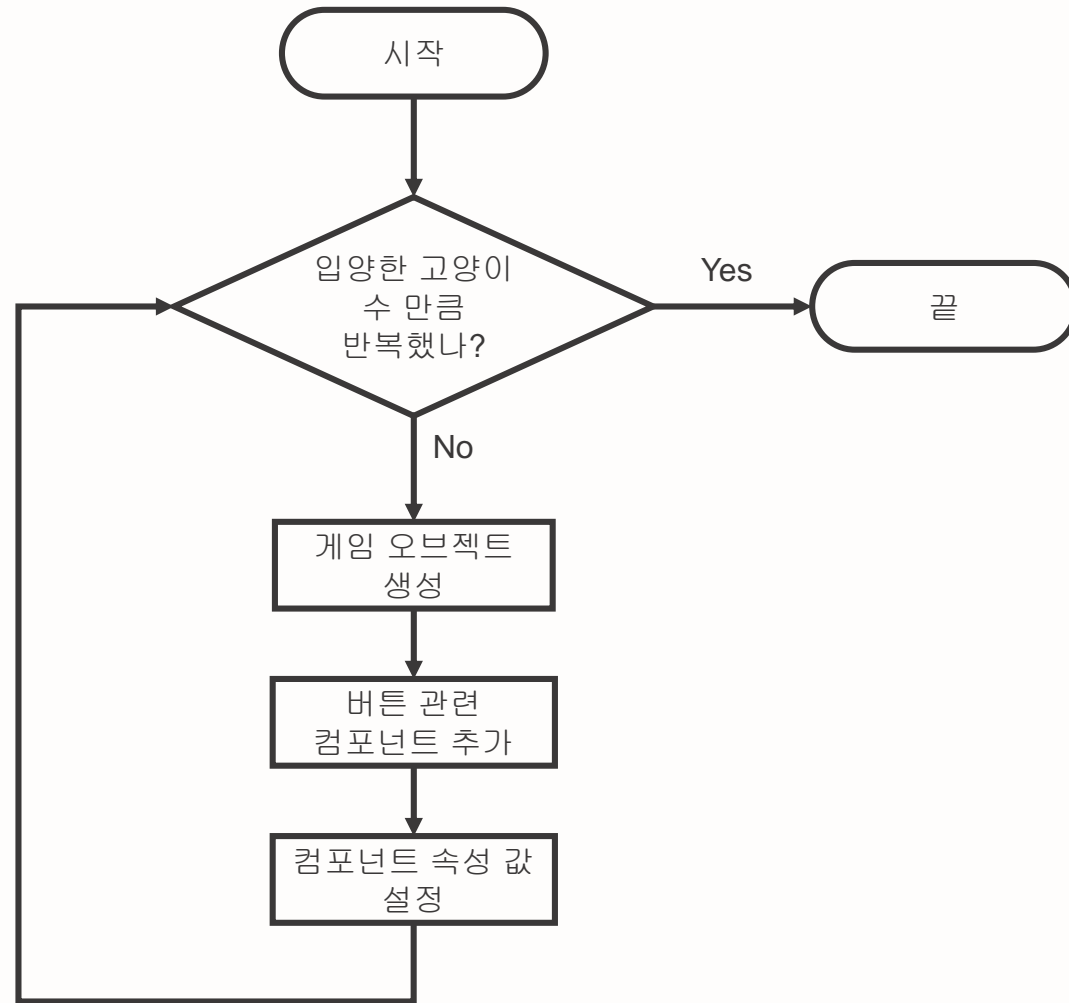 시작
입양한 고양이
수 만큼
반복했나?
Yes
끝
No
게임 오브젝트
생성
버튼 관련
컴포넌트 추가
컴포넌트 속성 값
설정